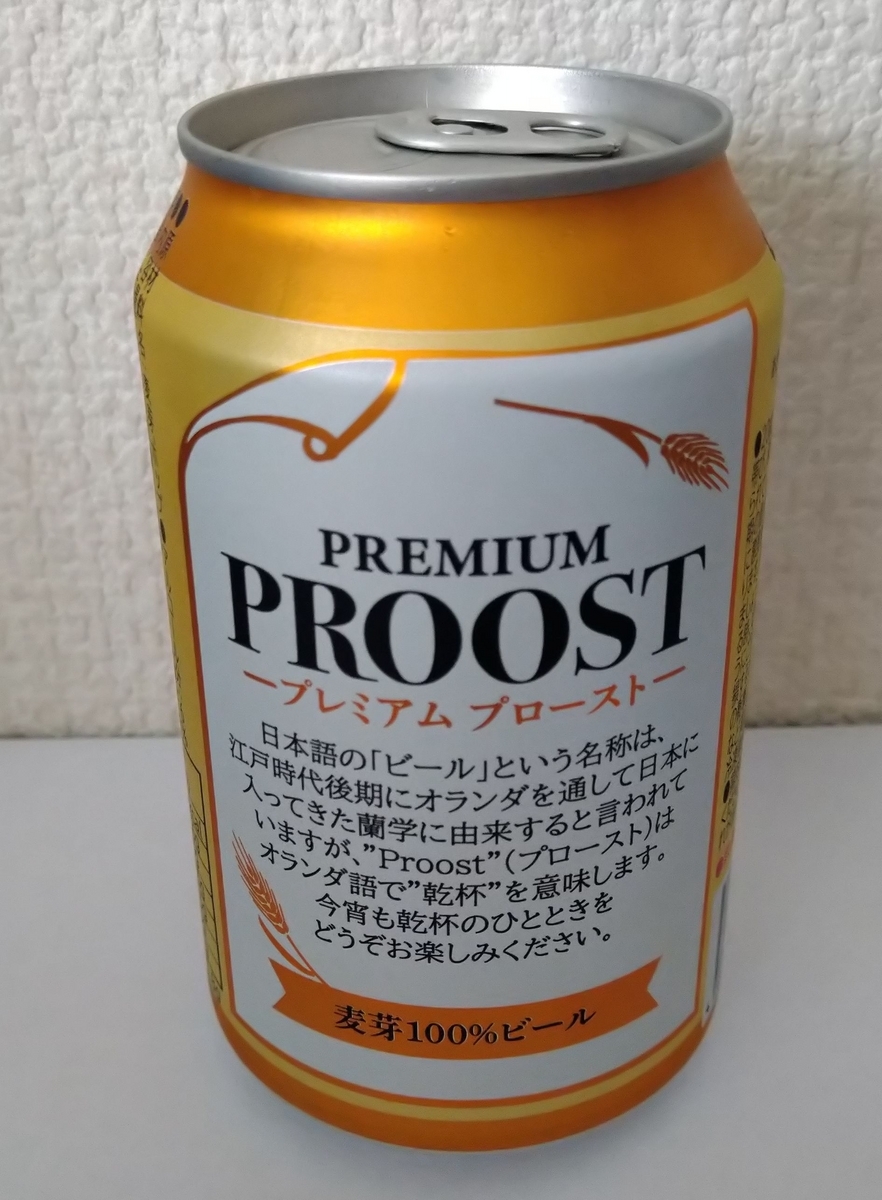 PREMIUM
PROOST
ープレミアム プローストー
日本語の「ビール」という名称は、
江戸時代後期にオランダを通して日本に
入ってきた蘭学に由来すると言われて
いますが、”Proost”(プロースト)は
オランダ語で”乾杯”を意味します。
今宵も乾杯のひとときを
どうぞお楽しみください。
麦芽100%ビール